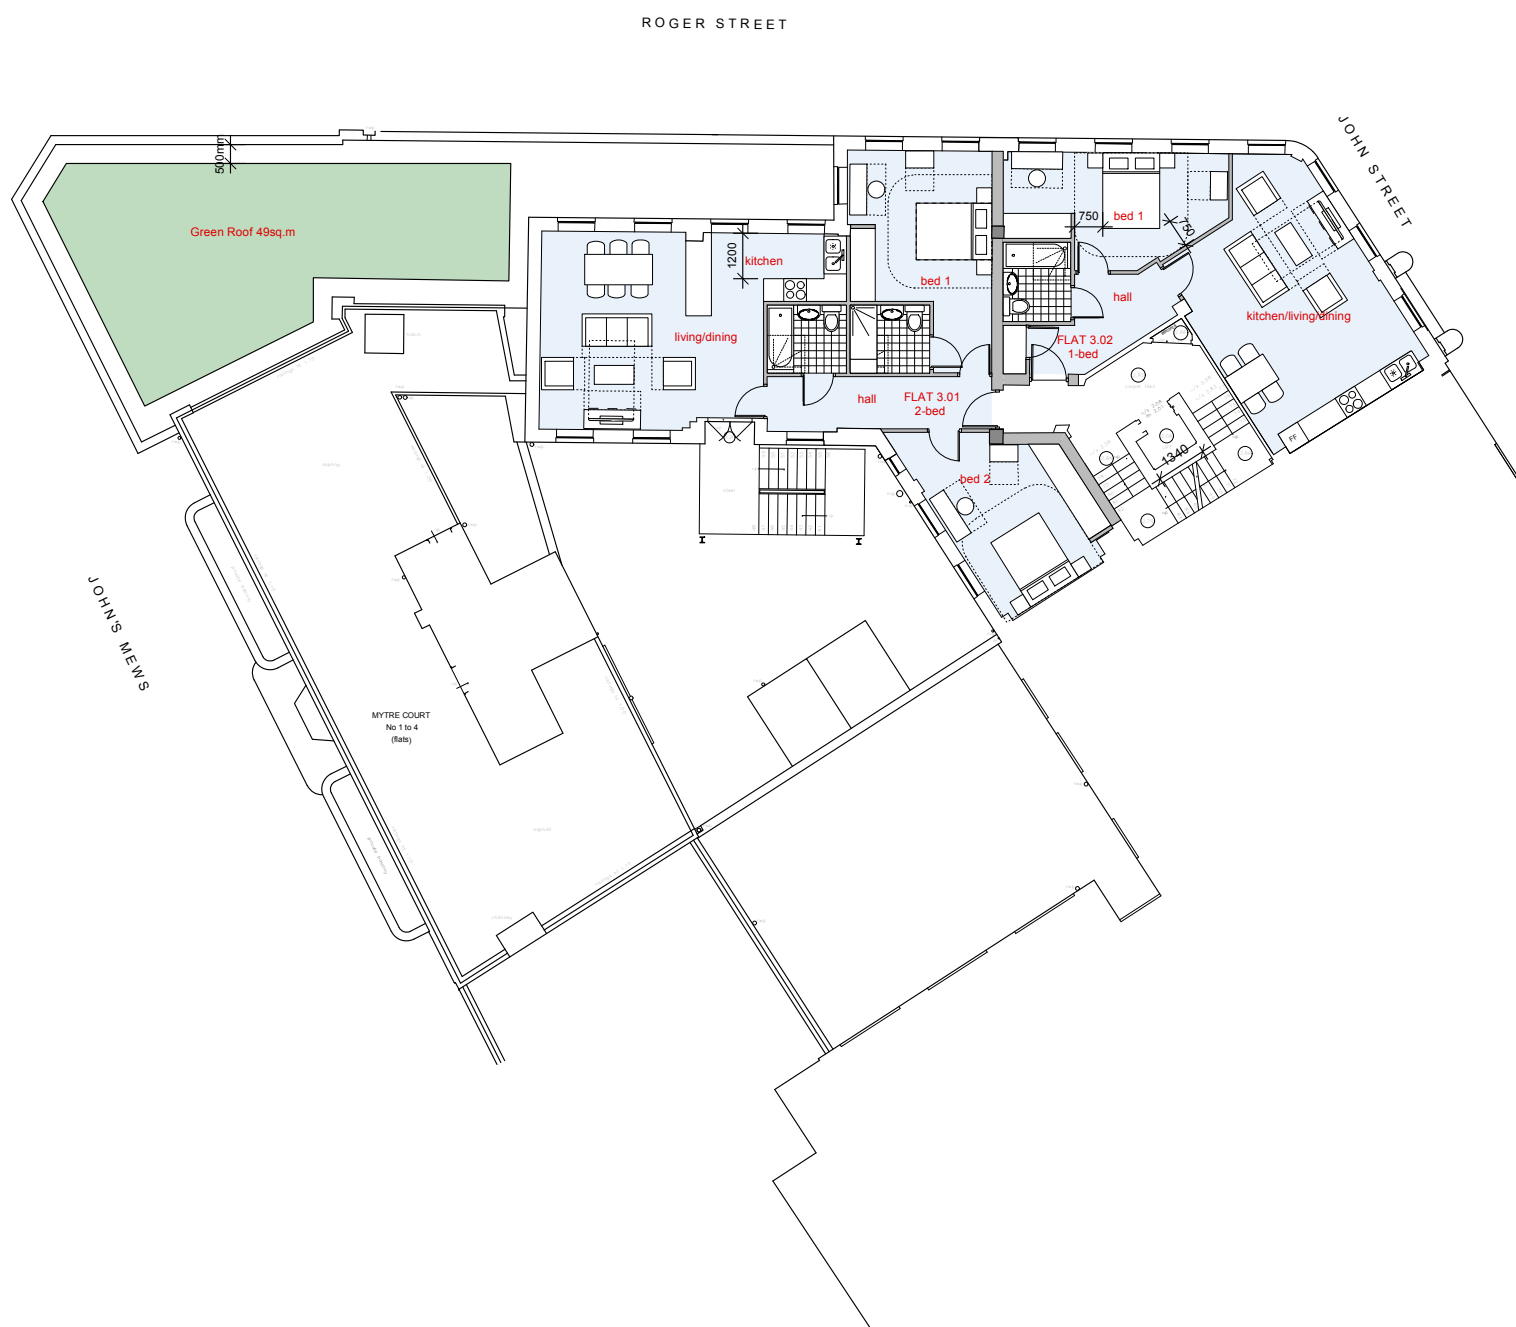 ROGER STREET
JOHN STREET
500mm
Green Roof 49sq.m
750
bed 1
750
1200
kitchen
bed 1
hall
kitchen/living/dining
living/dining
FLAT 3.02
1-bed
hall
FLAT 3.01
2-bed
FF
1340
bed 2
JOHN'S MEWS
MYTRE COURT
No 1 to 4
(flats)